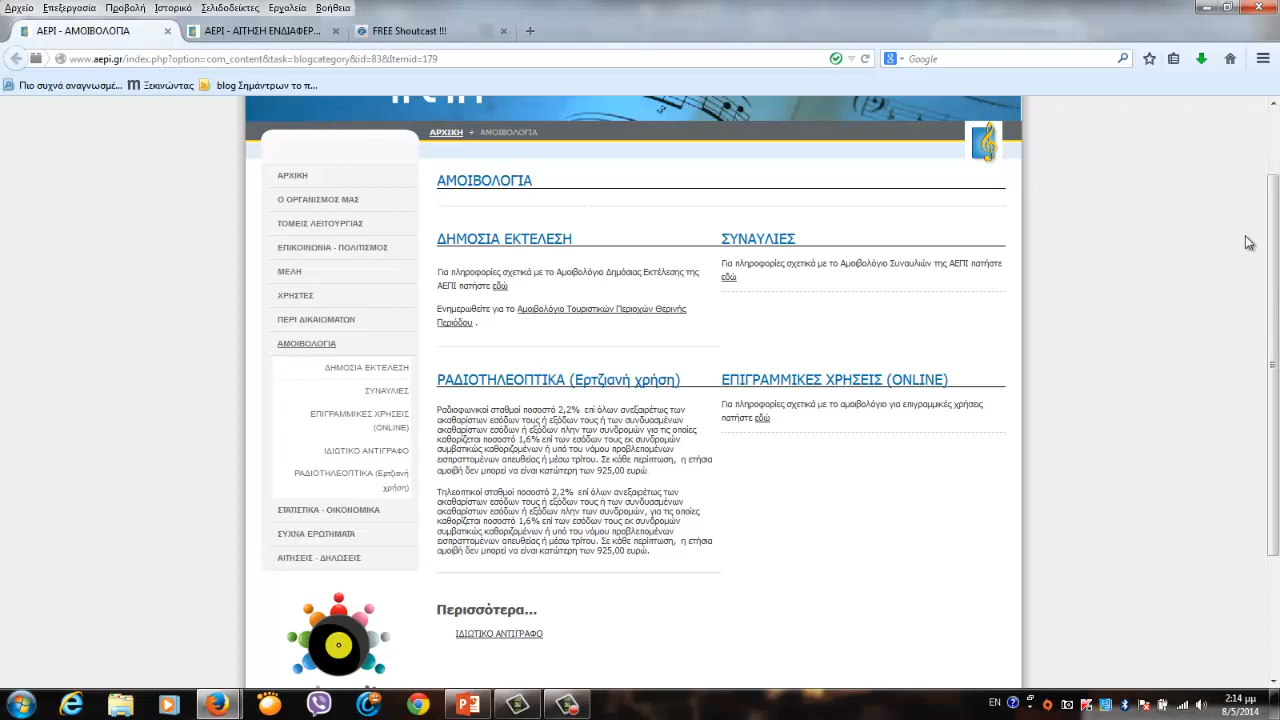 Αρχείο Επεξεργασία Προβολή Ιστορικό Σελιδοδείκτες Εργαλεία Βοήθεια
ΑΕΡΙ - ΑΜΟΙΒΟΛΟΓΙΑ
ΑΕΡΙ - ΑΙΤΗΣΗ ΕΝΔΙΑΦΕΡ...
FREE Shoutcast !!!
www.aepi.gr/index.php?option=com_content&task=blogcategory&id=83&Itemid=179
Google
Πιο συχνά αναγνωσμέ...
Ξεκινώντας
blog Σημάντρων το π...
ΑΡΧΙΚΗ
ΑΜΟΙΒΟΛΟΓΙΑ
ΑΡΧΙΚΗ
Ο ΟΡΓΑΝΙΣΜΟΣ ΜΑΣ
ΤΟΜΕΙΣ ΛΕΙΤΟΥΡΓΙΑΣ
ΕΠΙΚΟΙΝΩΝΙΑ - ΠΟΛΙΤΙΣΜΟΣ
ΜΕΛΗ
ΧΡΗΣΤΕΣ
ΠΕΡΙ ΔΙΚΑΙΩΜΑΤΩΝ
ΑΜΟΙΒΟΛΟΓΙΑ
ΔΗΜΟΣΙΑ ΕΚΤΕΛΕΣΗ
ΣΥΝΑΥΛΙΕΣ
ΕΠΙΓΡΑΜΜΙΚΕΣ ΧΡΗΣΕΙΣ
(ONLINE)
ΙΔΙΩΤΙΚΟ ΑΝΤΙΓΡΑΦΟ
ΡΑΔΙΟΤΗΛΕΟΠΤΙΚΑ (Ερτζιανή
χρήση)
ΣΤΑΤΙΣΤΙΚΑ - ΟΙΚΟΝΟΜΙΚΑ
ΣΥΧΝΑ ΕΡΩΤΗΜΑΤΑ
ΑΙΤΗΣΕΙΣ - ΔΗΛΩΣΕΙΣ
ΑΜΟΙΒΟΛΟΓΙΑ
ΔΗΜΟΣΙΑ ΕΚΤΕΛΕΣΗ
Για πληροφορίες σχετικά με το Αμοιβολόγιο Δημόσιας Εκτέλεσης της
ΑΕΠΙ πατήστε εδώ
Ενημερωθείτε για το Αμοιβολόγιο Τουριστικών Περιοχών Θερινής
Περιόδου .
ΣΥΝΑΥΛΙΕΣ
Για πληροφορίες σχετικά με το Αμοιβολόγιο Συναυλιών της ΑΕΠΙ πατήστε
εδώ
ΡΑΔΙΟΤΗΛΕΟΠΤΙΚΑ (Ερτζιανή χρήση)
Ραδιοφωνικοί σταθμοί ποσοστό 2,2% επί όλων ανεξαιρέτως των
ακαθαρίστων εσόδων τους ή εξόδων τους ή των συνδυασμένων
ακαθαρίστων εσόδων ή εξόδων πλην των συνδρομών για τις οποίες
καθορίζεται ποσοστό 1,6% επί των εσόδων τους εκ συνδρομών
συμβατικώς καθοριζομένων ή υπό του νόμου προβλεπομένων
εισπραττομένων απευθείας ή μέσω τρίτου. Σε κάθε περίπτωση, η ετήσια
αμοιβή δεν μπορεί να είναι κατώτερη των 925,00 ευρώ.
Τηλεοπτικοί σταθμοί ποσοστό 2,2% επί όλων ανεξαιρέτως των
ακαθαρίστων εσόδων τους ή εξόδων τους ή των συνδυασμένων
ακαθαρίστων εσόδων ή εξόδων πλην των συνδρομών, για τις οποίες
καθορίζεται ποσοστό 1,6% επί των εσόδων τους εκ συνδρομών
συμβατικώς καθοριζομένων ή υπό του νόμου προβλεπομένων
εισπραττομένων απευθείας ή μέσω τρίτου. Σε κάθε περίπτωση, η ετήσια
αμοιβή δεν μπορεί να είναι κατώτερη των 925,00 ευρώ.
ΕΠΙΓΡΑΜΜΙΚΕΣ ΧΡΗΣΕΙΣ (ONLINE)
Για πληροφορίες σχετικά με το αμοιβολόγιο για επιγραμμικές χρήσεις
πατήστε εδώ
Περισσότερα...
ΙΔΙΩΤΙΚΟ ΑΝΤΙΓΡΑΦΟ
EN
2:14 μμ
8/5/2014